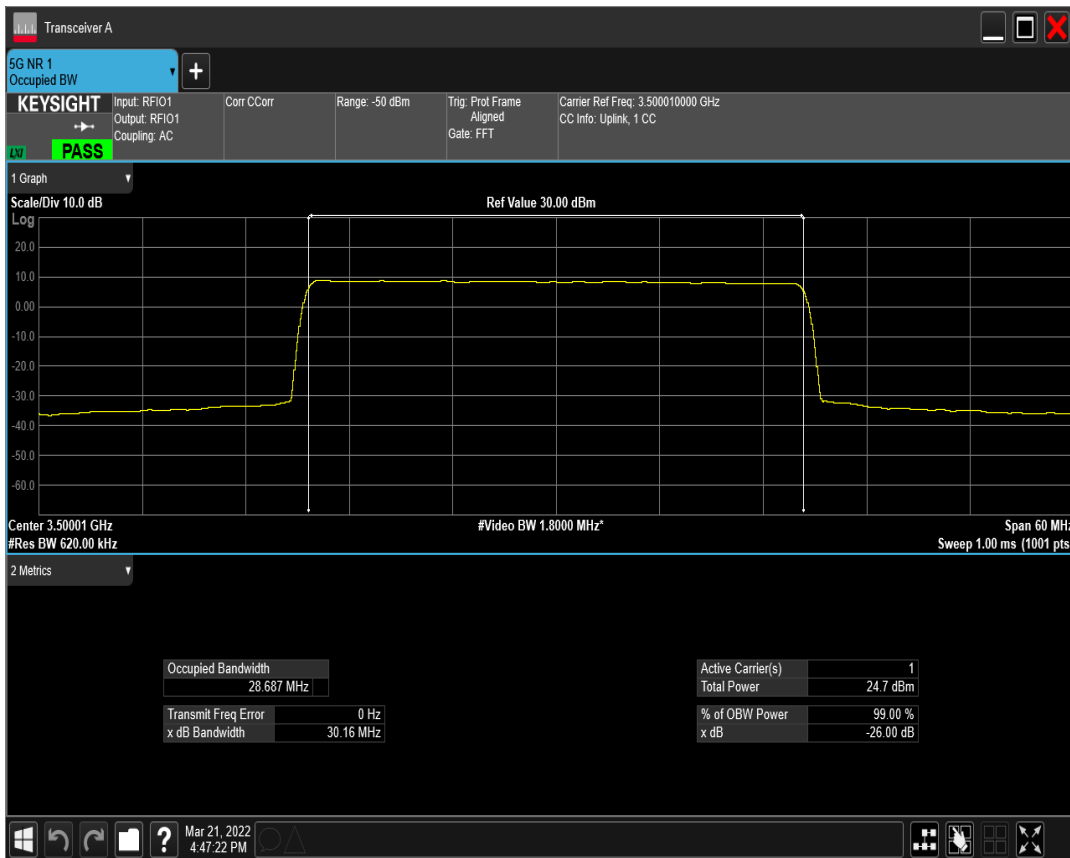 Transceiver A
5G NR 1
Occupied BW
+
KEYSIGHT
LXI
PASS
Input: RFIO1
Output: RFIO1
Coupling: AC
Corr CCorr
Range: -50 dBm
Trig: Prot Frame
Aligned
Gate: FFT
Carrier Ref Freq: 3.500010000 GHz
CC Info: Uplink, 1 CC
1 Graph
Scale/Div 10.0 dB
Ref Value 30.00 dBm
Log
20.0
10.0
0.00
-10.0
-20.0
-30.0
-40.0
-50.0
-60.0
Center 3.50001 GHz
#Video BW 1.8000 MHz*
Span 60 MHz
#Res BW 620.00 kHz
Sweep 1.00 ms (1001 pts
2 Metrics
Occupied Bandwidth
28.687 MHz
Transmit Freq Error 0 Hz
x dB Bandwidth 30.16 MHz
Active Carrier(s) 1
Total Power 24.7 dBm
% of OBW Power 99.00 %
x dB -26.00 dB
?
Mar 21, 2022
4:47:22 PM